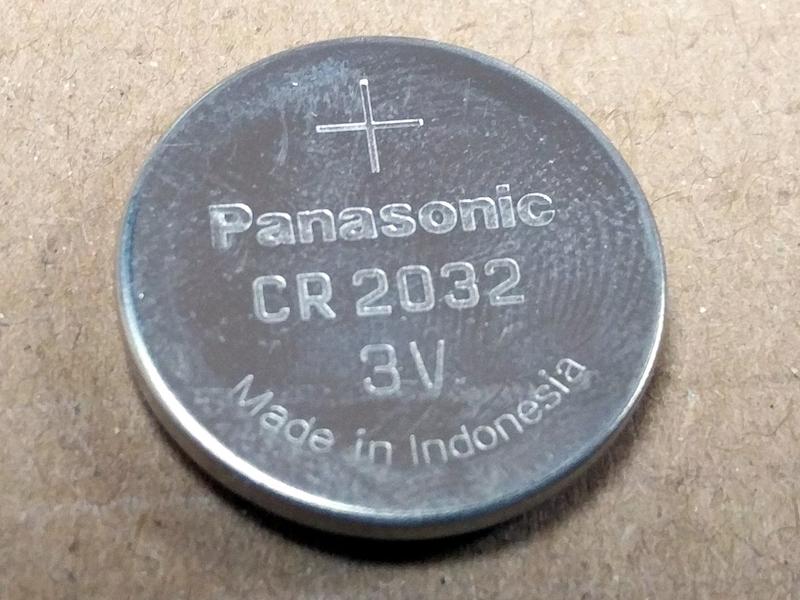 +
Panasonic
CR 2032
3V
Made in Indonesia